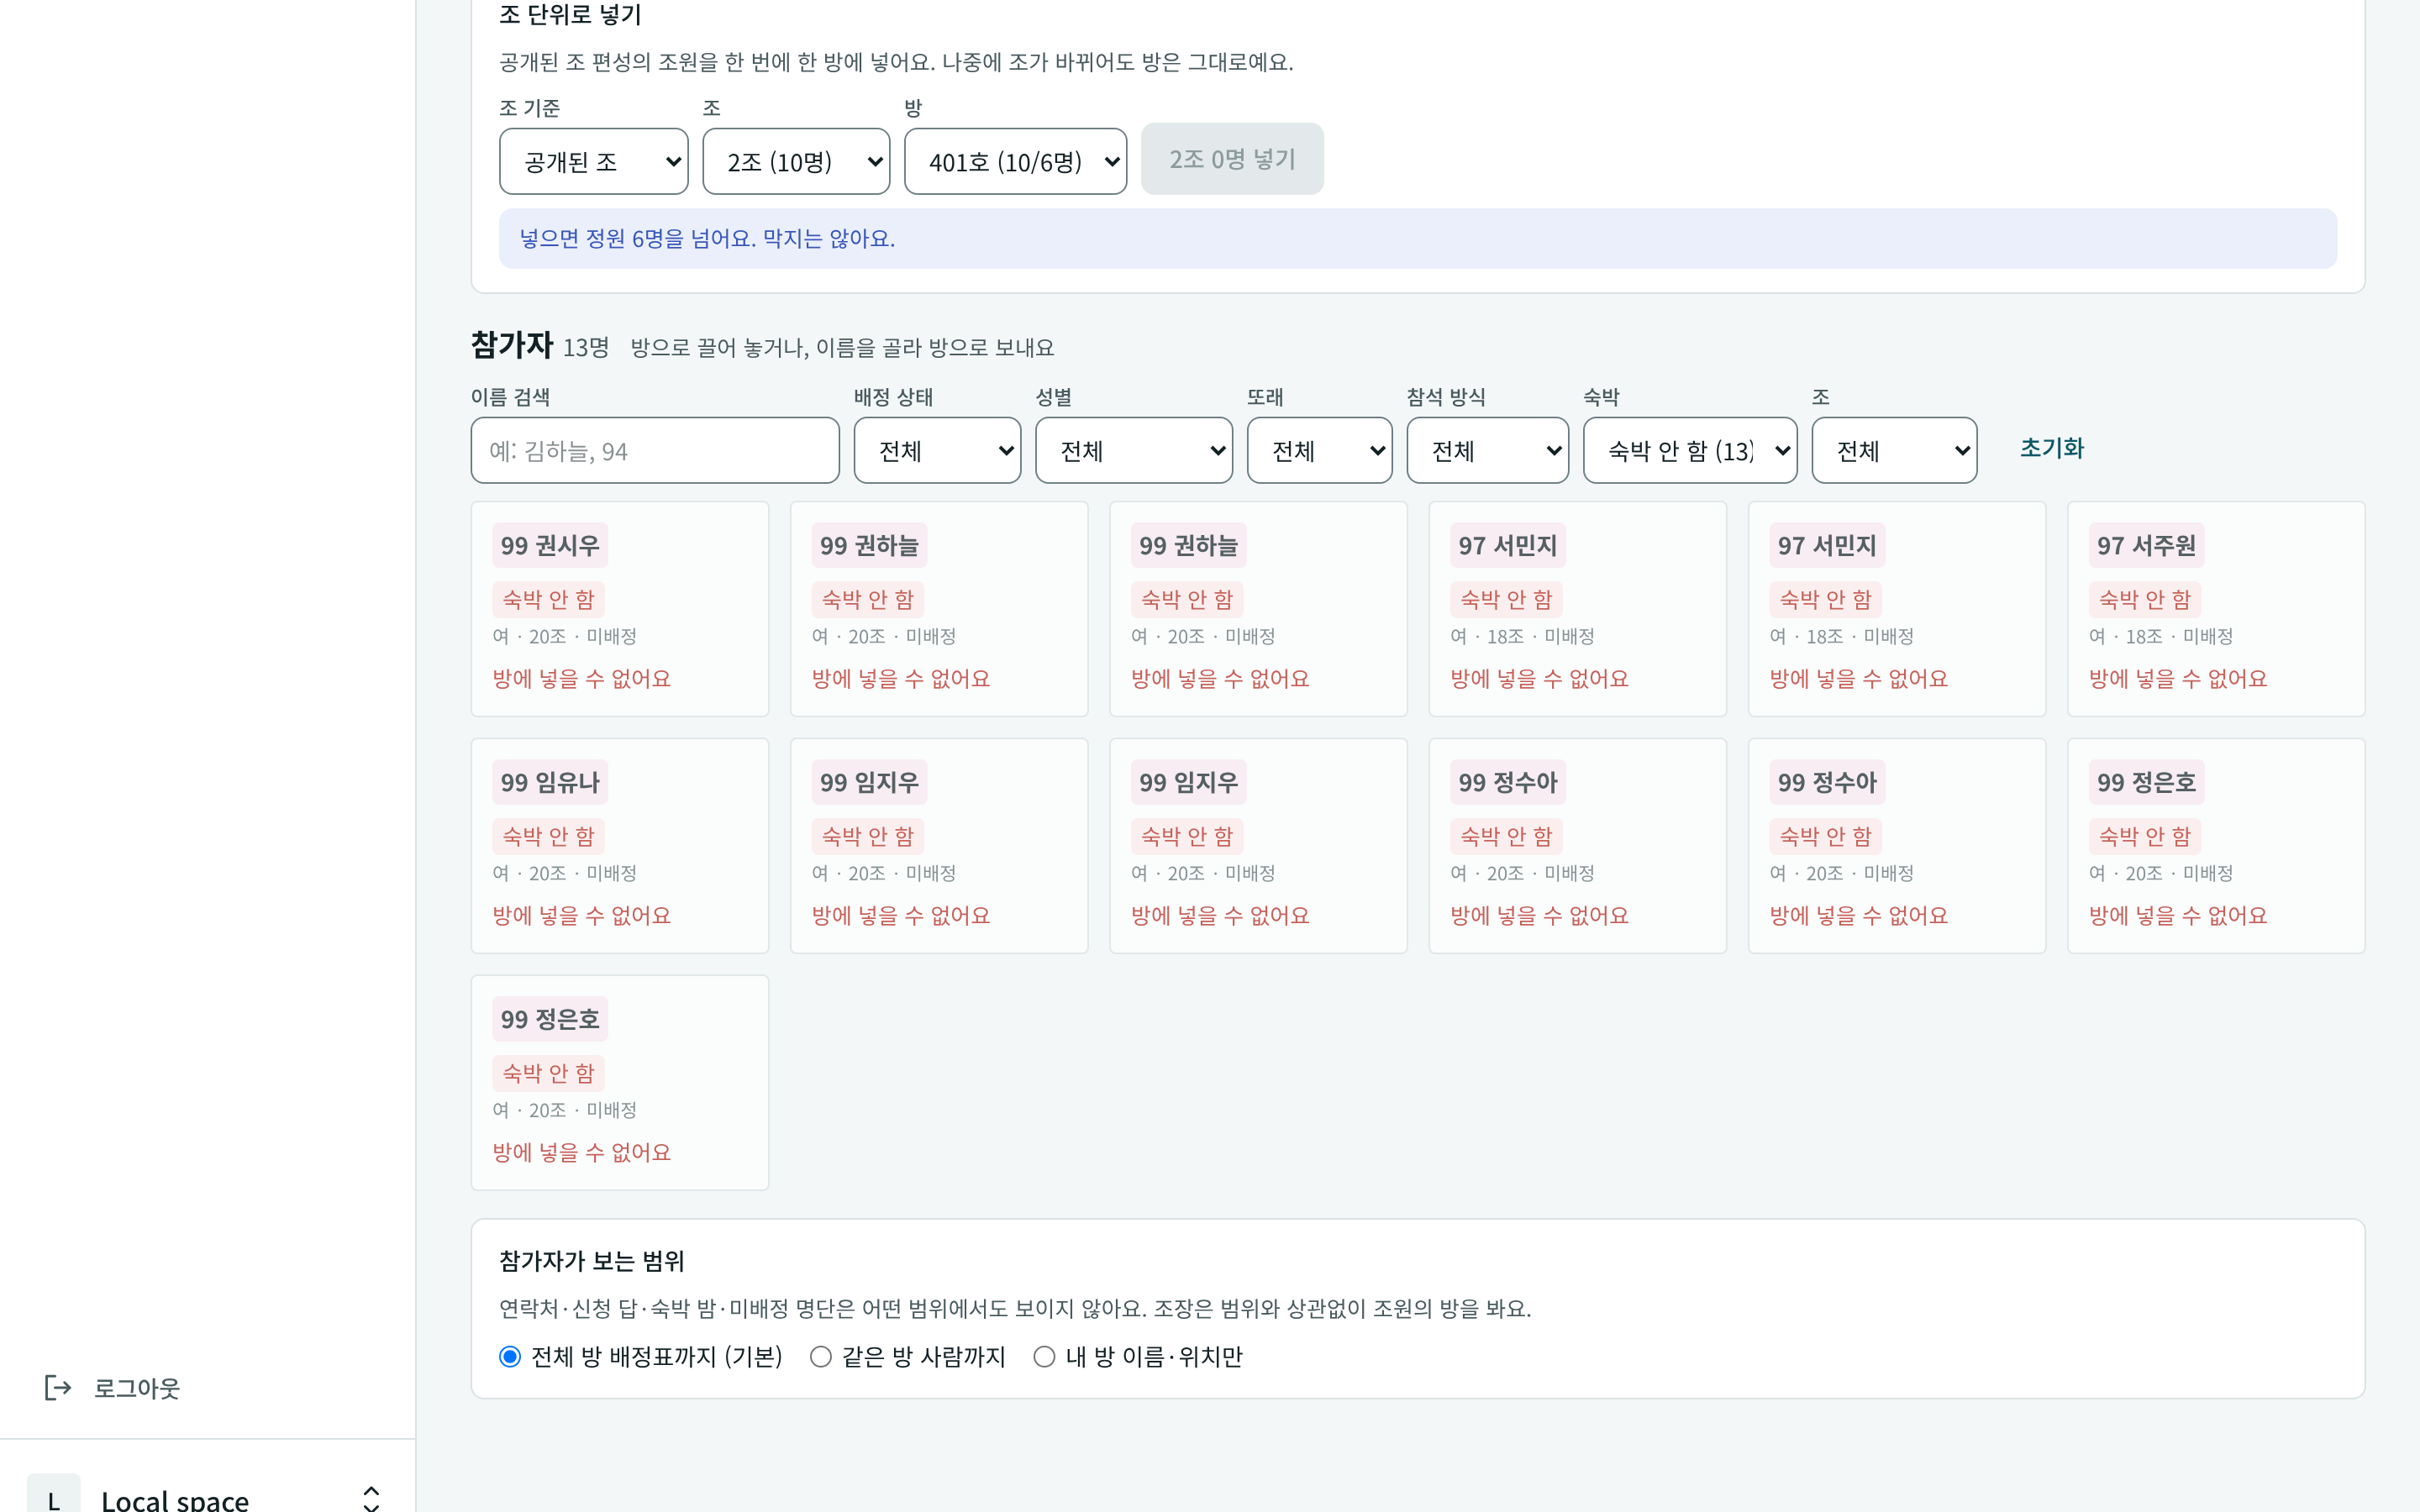 조 단위로 넣기
공개된 조 편성의 조원을 한 번에 한 방에 넣어요. 나중에 조가 바뀌어도 방은 그대로예요.
조 기준 조 방
공개된 조 2조 (10명) 401호 (10/6명) 2조 0명 넣기
넣으면 정원 6명을 넘어요. 막지는 않아요.
참가자 13명 방으로 끌어 놓거나, 이름을 골라 방으로 보내요
이름 검색 배정 상태 성별 또래 참석 방식 숙박 조
예: 김하늘, 94 전체 전체 전체 전체 숙박 안 함 (13) 전체 초기화
99 권시우 99 권하늘 99 권하늘 97 서민지 97 서민지 97 서주원
숙박 안 함 숙박 안 함 숙박 안 함 숙박 안 함 숙박 안 함 숙박 안 함
여 · 20조 · 미배정 여 · 20조 · 미배정 여 · 20조 · 미배정 여 · 18조 · 미배정 여 · 18조 · 미배정 여 · 18조 · 미배정
방에 넣을 수 없어요 방에 넣을 수 없어요 방에 넣을 수 없어요 방에 넣을 수 없어요 방에 넣을 수 없어요 방에 넣을 수 없어요
99 임유나 99 임지우 99 임지우 99 정수아 99 정수아 99 정은호
숙박 안 함 숙박 안 함 숙박 안 함 숙박 안 함 숙박 안 함 숙박 안 함
여 · 20조 · 미배정 여 · 20조 · 미배정 여 · 20조 · 미배정 여 · 20조 · 미배정 여 · 20조 · 미배정 여 · 20조 · 미배정
방에 넣을 수 없어요 방에 넣을 수 없어요 방에 넣을 수 없어요 방에 넣을 수 없어요 방에 넣을 수 없어요 방에 넣을 수 없어요
99 정은호
숙박 안 함
여 · 20조 · 미배정
방에 넣을 수 없어요
참가자가 보는 범위
연락처·신청 답·숙박 밤·미배정 명단은 어떤 범위에서도 보이지 않아요. 조장은 범위와 상관없이 조원의 방을 봐요.
전체 방 배정표까지 (기본) 같은 방 사람까지 내 방 이름·위치만
로그아웃
L Local space